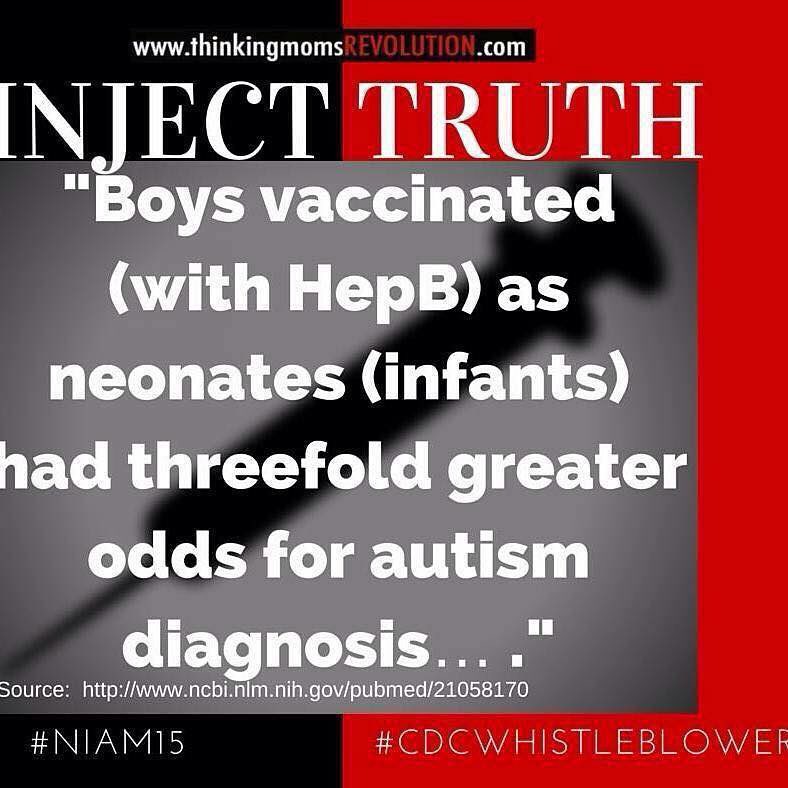 www.thinkingmomsREVOLUTION.com
INJECT TRUTH
"Boys vaccinated
(with HepB) as
neonates (infants)
had threefold greater
odds for autism
diagnosis... ."
Source: http://www.ncbi.nlm.nih.gov/pubmed/21058170
#NIAM15
#CDCWHISTLEBLOWER